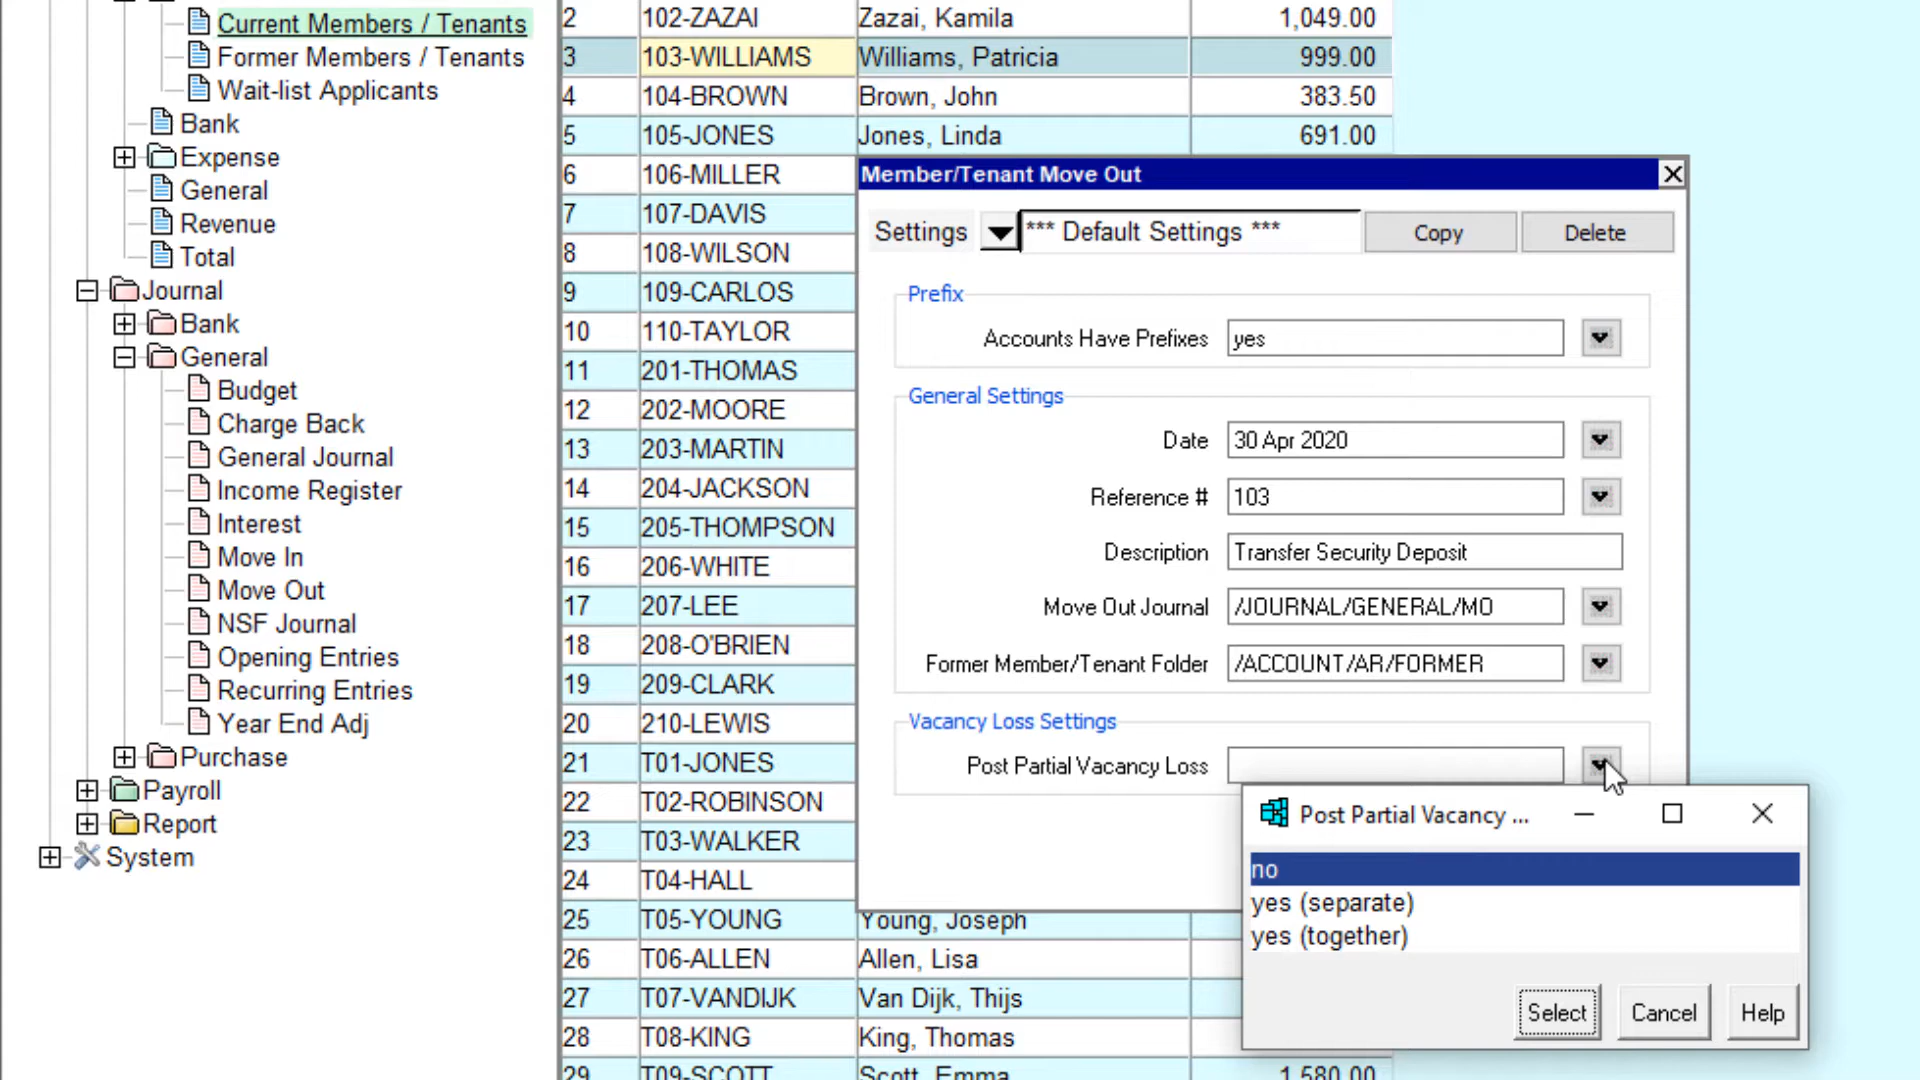 Current Members / Tenants
Former Members / Tenants
Wait-list Applicants
Bank
Expense
General
Revenue
Total
Journal
Bank
General
Budget
Charge Back
General Journal
Income Register
Interest
Move In
Move Out
NSF Journal
Opening Entries
Recurring Entries
Year End Adj
Purchase
Payroll
Report
System
2 102-ZAZAI Zazai, Kamila 1,049.00
3 103-WILLIAMS Williams, Patricia 999.00
4 104-BROWN Brown, John 383.50
5 105-JONES Jones, Linda 691.00
6 106-MILLER
7 107-DAVIS
8 108-WILSON
9 109-CARLOS
10 110-TAYLOR
11 201-THOMAS
12 202-MOORE
13 203-MARTIN
14 204-JACKSON
15 205-THOMPSON
16 206-WHITE
17 207-LEE
18 208-O'BRIEN
19 209-CLARK
20 210-LEWIS
21 T01-JONES
22 T02-ROBINSON
23 T03-WALKER
24 T04-HALL
25 T05-YOUNG Young, Joseph
26 T06-ALLEN Allen, Lisa
27 T07-VANDIJK Van Dijk, Thijs
28 T08-KING King, Thomas
29 T09-SCOTT Scott, Emma 1,580.00
Member/Tenant Move Out
Settings *** Default Settings *** Copy Delete
Prefix
Accounts Have Prefixes yes
General Settings
Date 30 Apr 2020
Reference # 103
Description Transfer Security Deposit
Move Out Journal /JOURNAL/GENERAL/MO
Former Member/Tenant Folder /ACCOUNT/AR/FORMER
Vacancy Loss Settings
Post Partial Vacancy Loss
Post Partial Vacancy ...
no
yes (separate)
yes (together)
Select Cancel Help